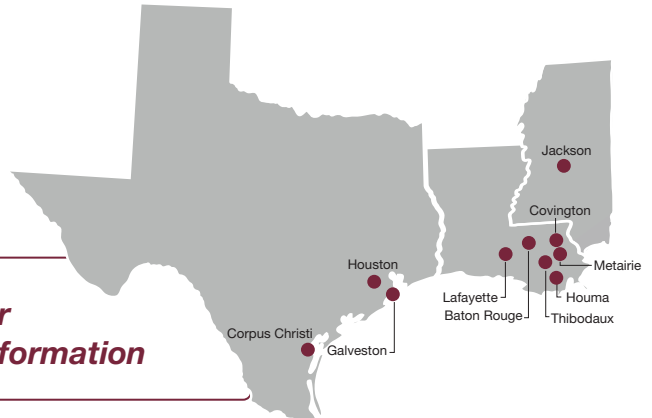 Jackson
Covington
Houston
Metairie
Lafayette
Houma
Baton Rouge
Thibodaux
Corpus Christi
Galveston
r
formation